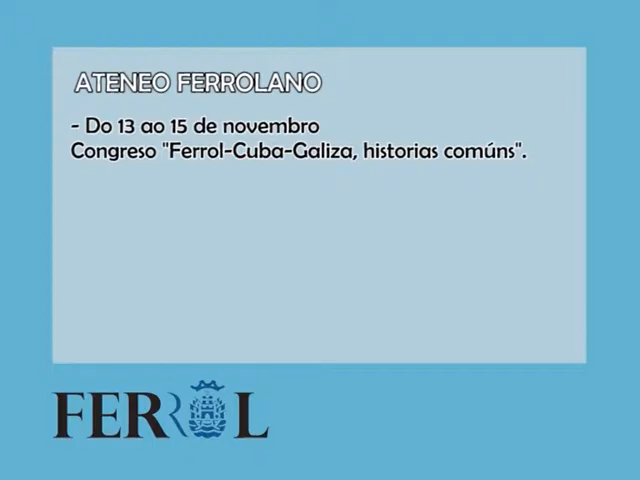 ATENEO FERROLANO
- Do 13 ao 15 de novembro
Congreso "Ferrol-Cuba-Galiza, historias comúns".
FERROL